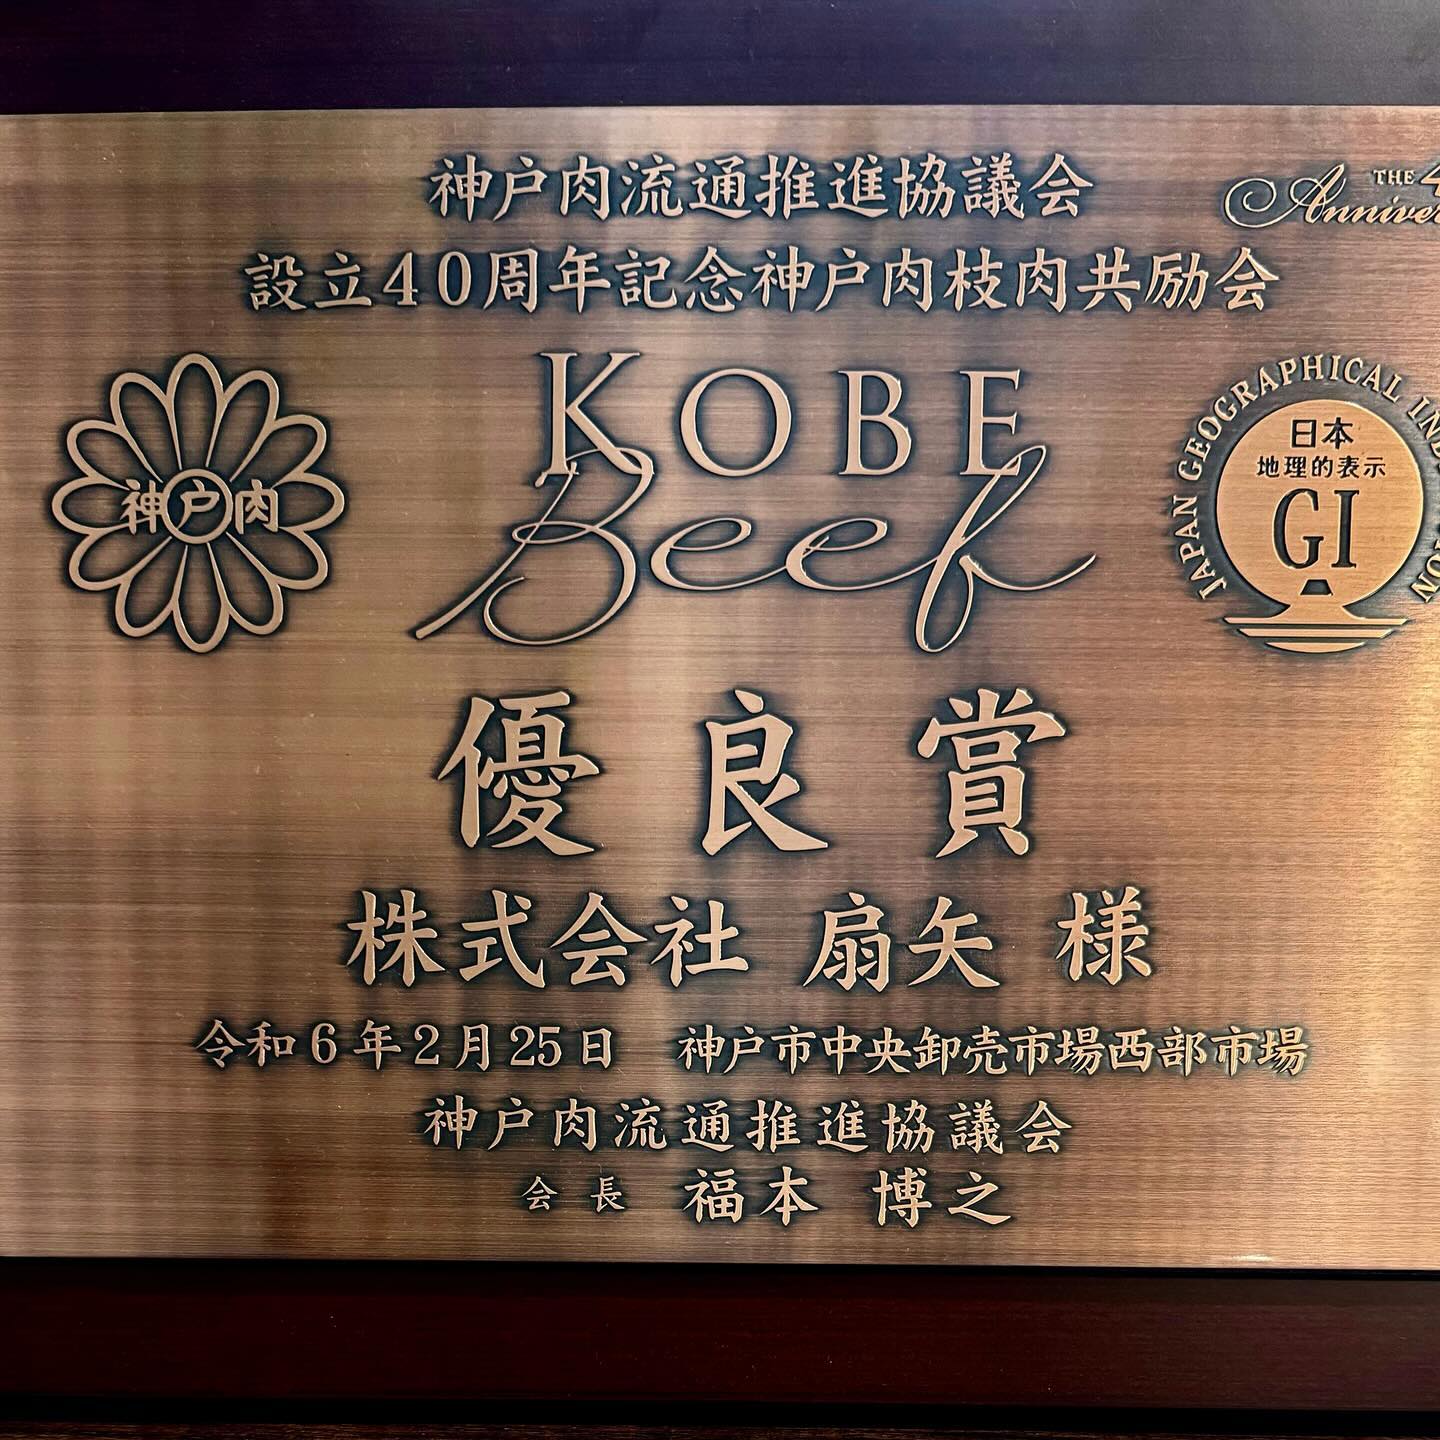 神戸肉流通推進協議会
THE 4
Anniver
設立40周年記念神戸肉枝肉共励会
神戸肉
KOBE
Beef
JAPAN GEOGRAPHICAL IND
ION
日本
地理的表示
GI
優良賞
株式会社 扇矢 様
令和6年2月25日 神戸市中央卸売市場西部市場
神戸肉流通推進協議会
会長 福本 博之